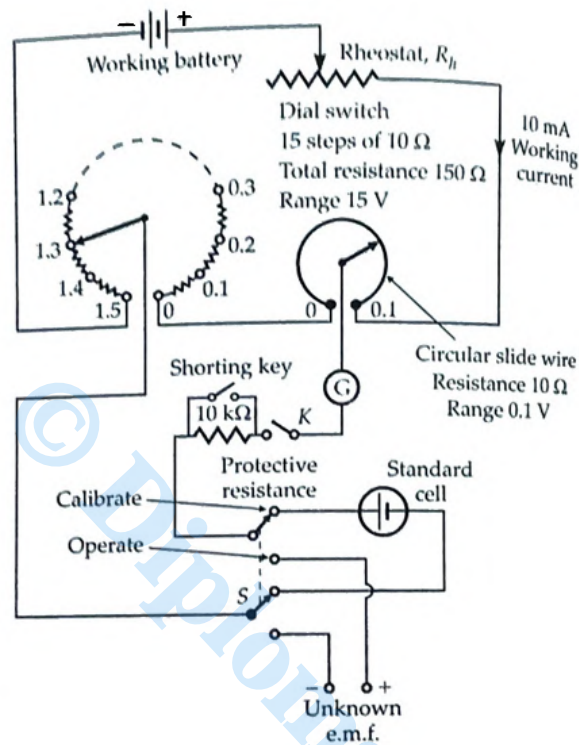 − +
Working battery
Rheostat, Rh
Dial switch
15 steps of 10 Ω
Total resistance 150 Ω
Range 15 V
10 mA
Working
current
1.2
1.3
1.4
1.5
0
0.1
0.2
0.3
0
0.1
Circular slide wire
Resistance 10 Ω
Range 0.1 V
G
Shorting key
10 kΩ
K
Protective
resistance
Standard
cell
Calibrate
Operate
S
− +
Unknown
e.m.f.
© Diplom